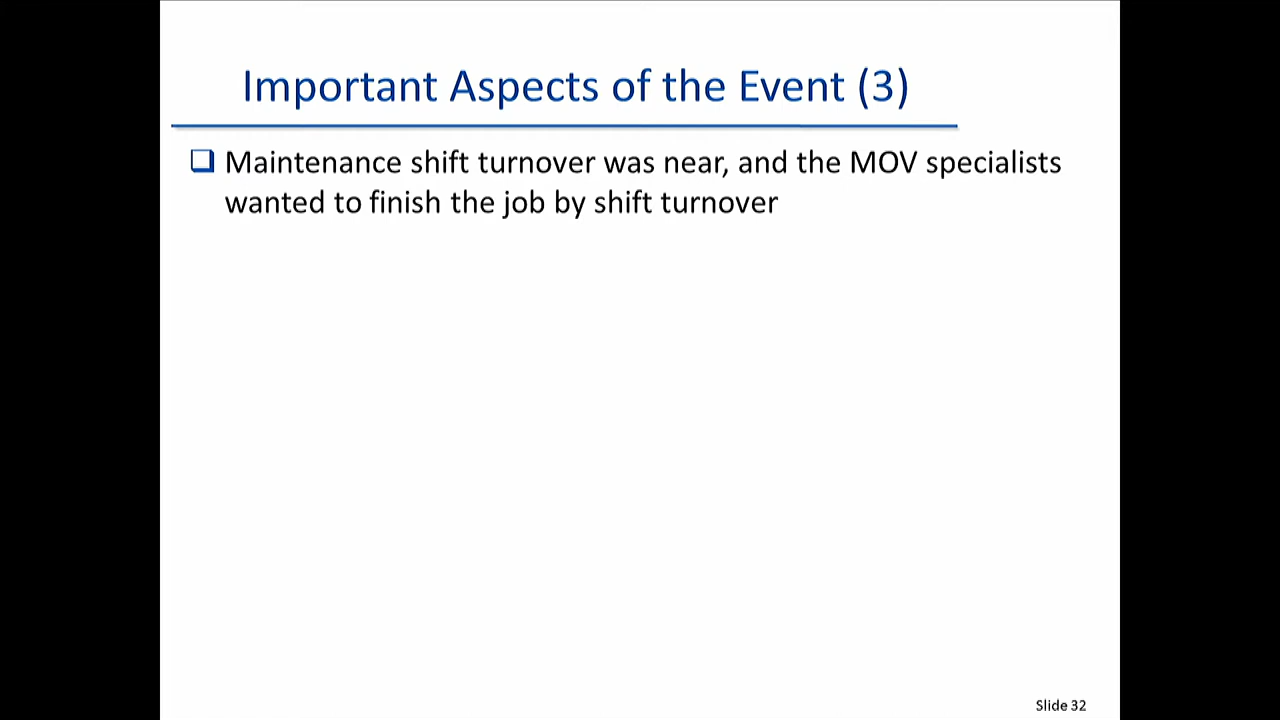 Important Aspects of the Event (3)
Maintenance shift turnover was near, and the MOV specialists
wanted to finish the job by shift turnover
Slide 32